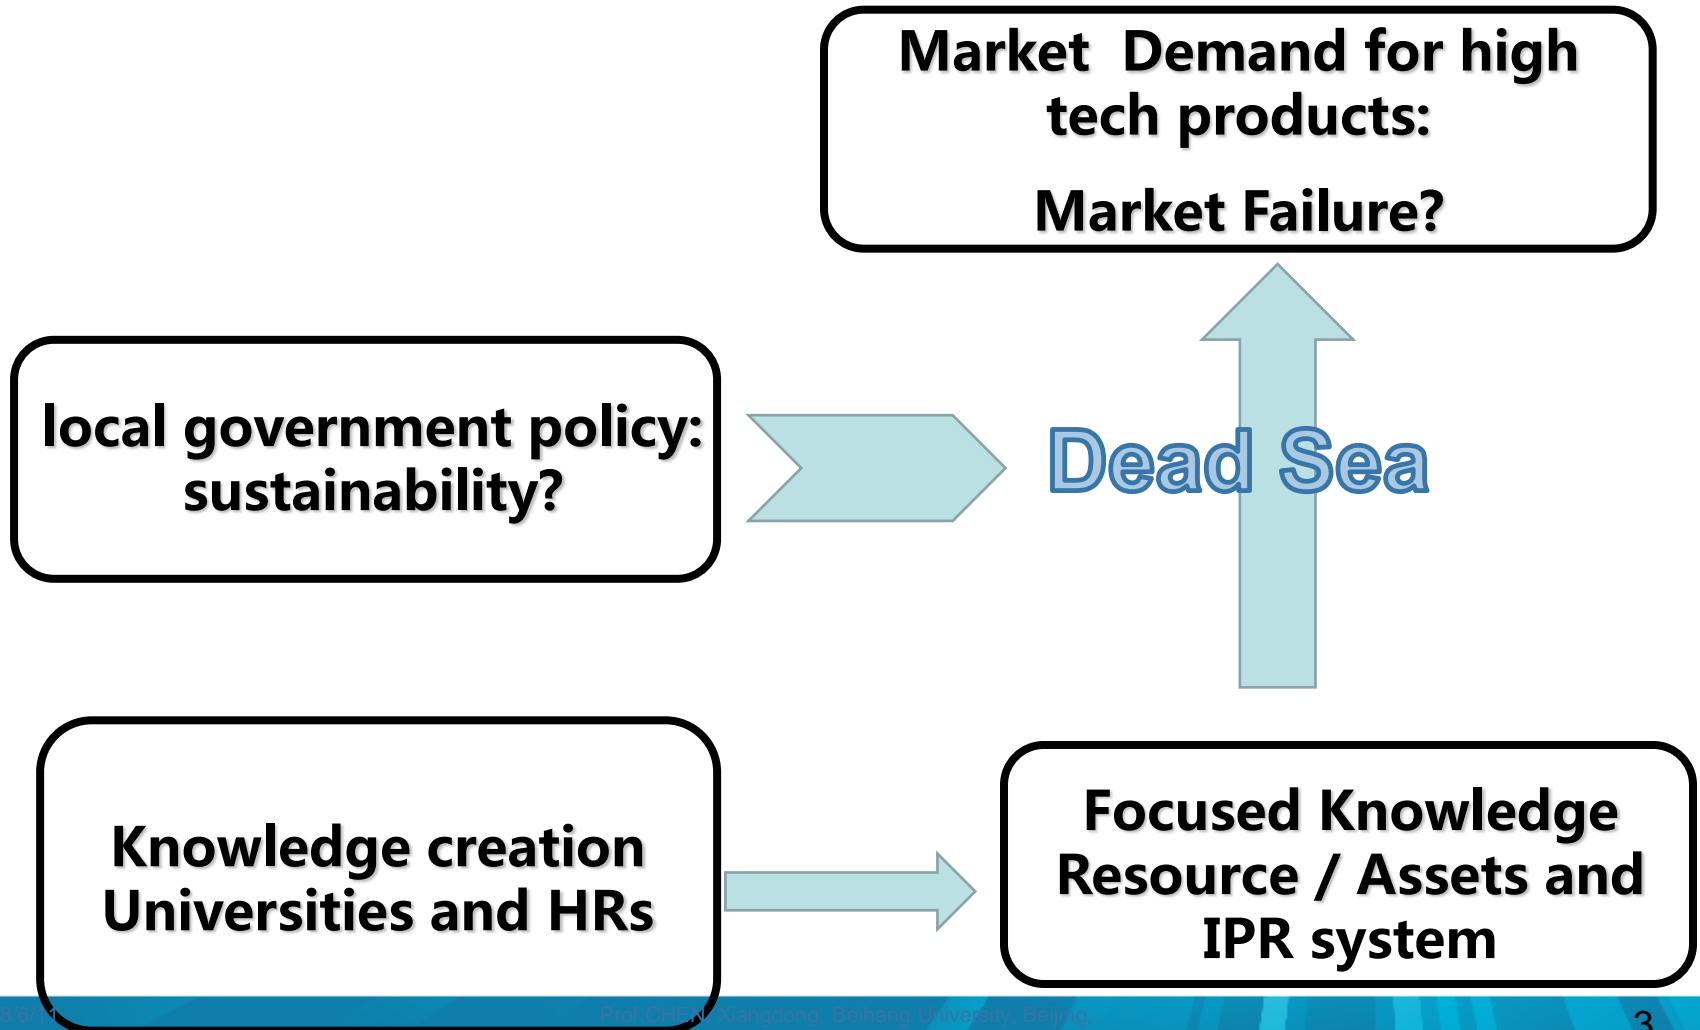 Market Demand for high
tech products:
Market Failure?
local government policy:
sustainability?
Dead Sea
Knowledge creation
Universities and HRs
Focused Knowledge
Resource / Assets and
IPR system
Prof.CHEN, Xiangdong, Beihang University, Beijing
3